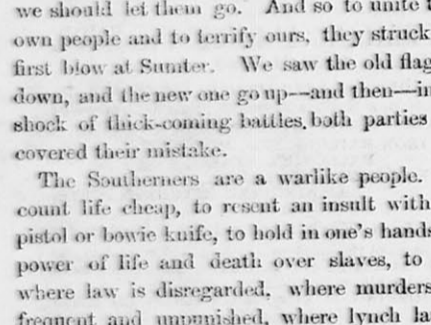 we should let them go. And so to unite
own people and to terrify ours, they struck
first blow at Sumter. We saw the old flag
down, and the new one go up—and then—in
shock of thick-coming battles, both parties
covered their mistake.
The Southerners are a warlike people.
count life cheap, to resent an insult with
pistol or bowie knife, to hold in one's hands
power of life and death over slaves, to
where law is disregarded, where murders
frequent and unpunished, where lynch la